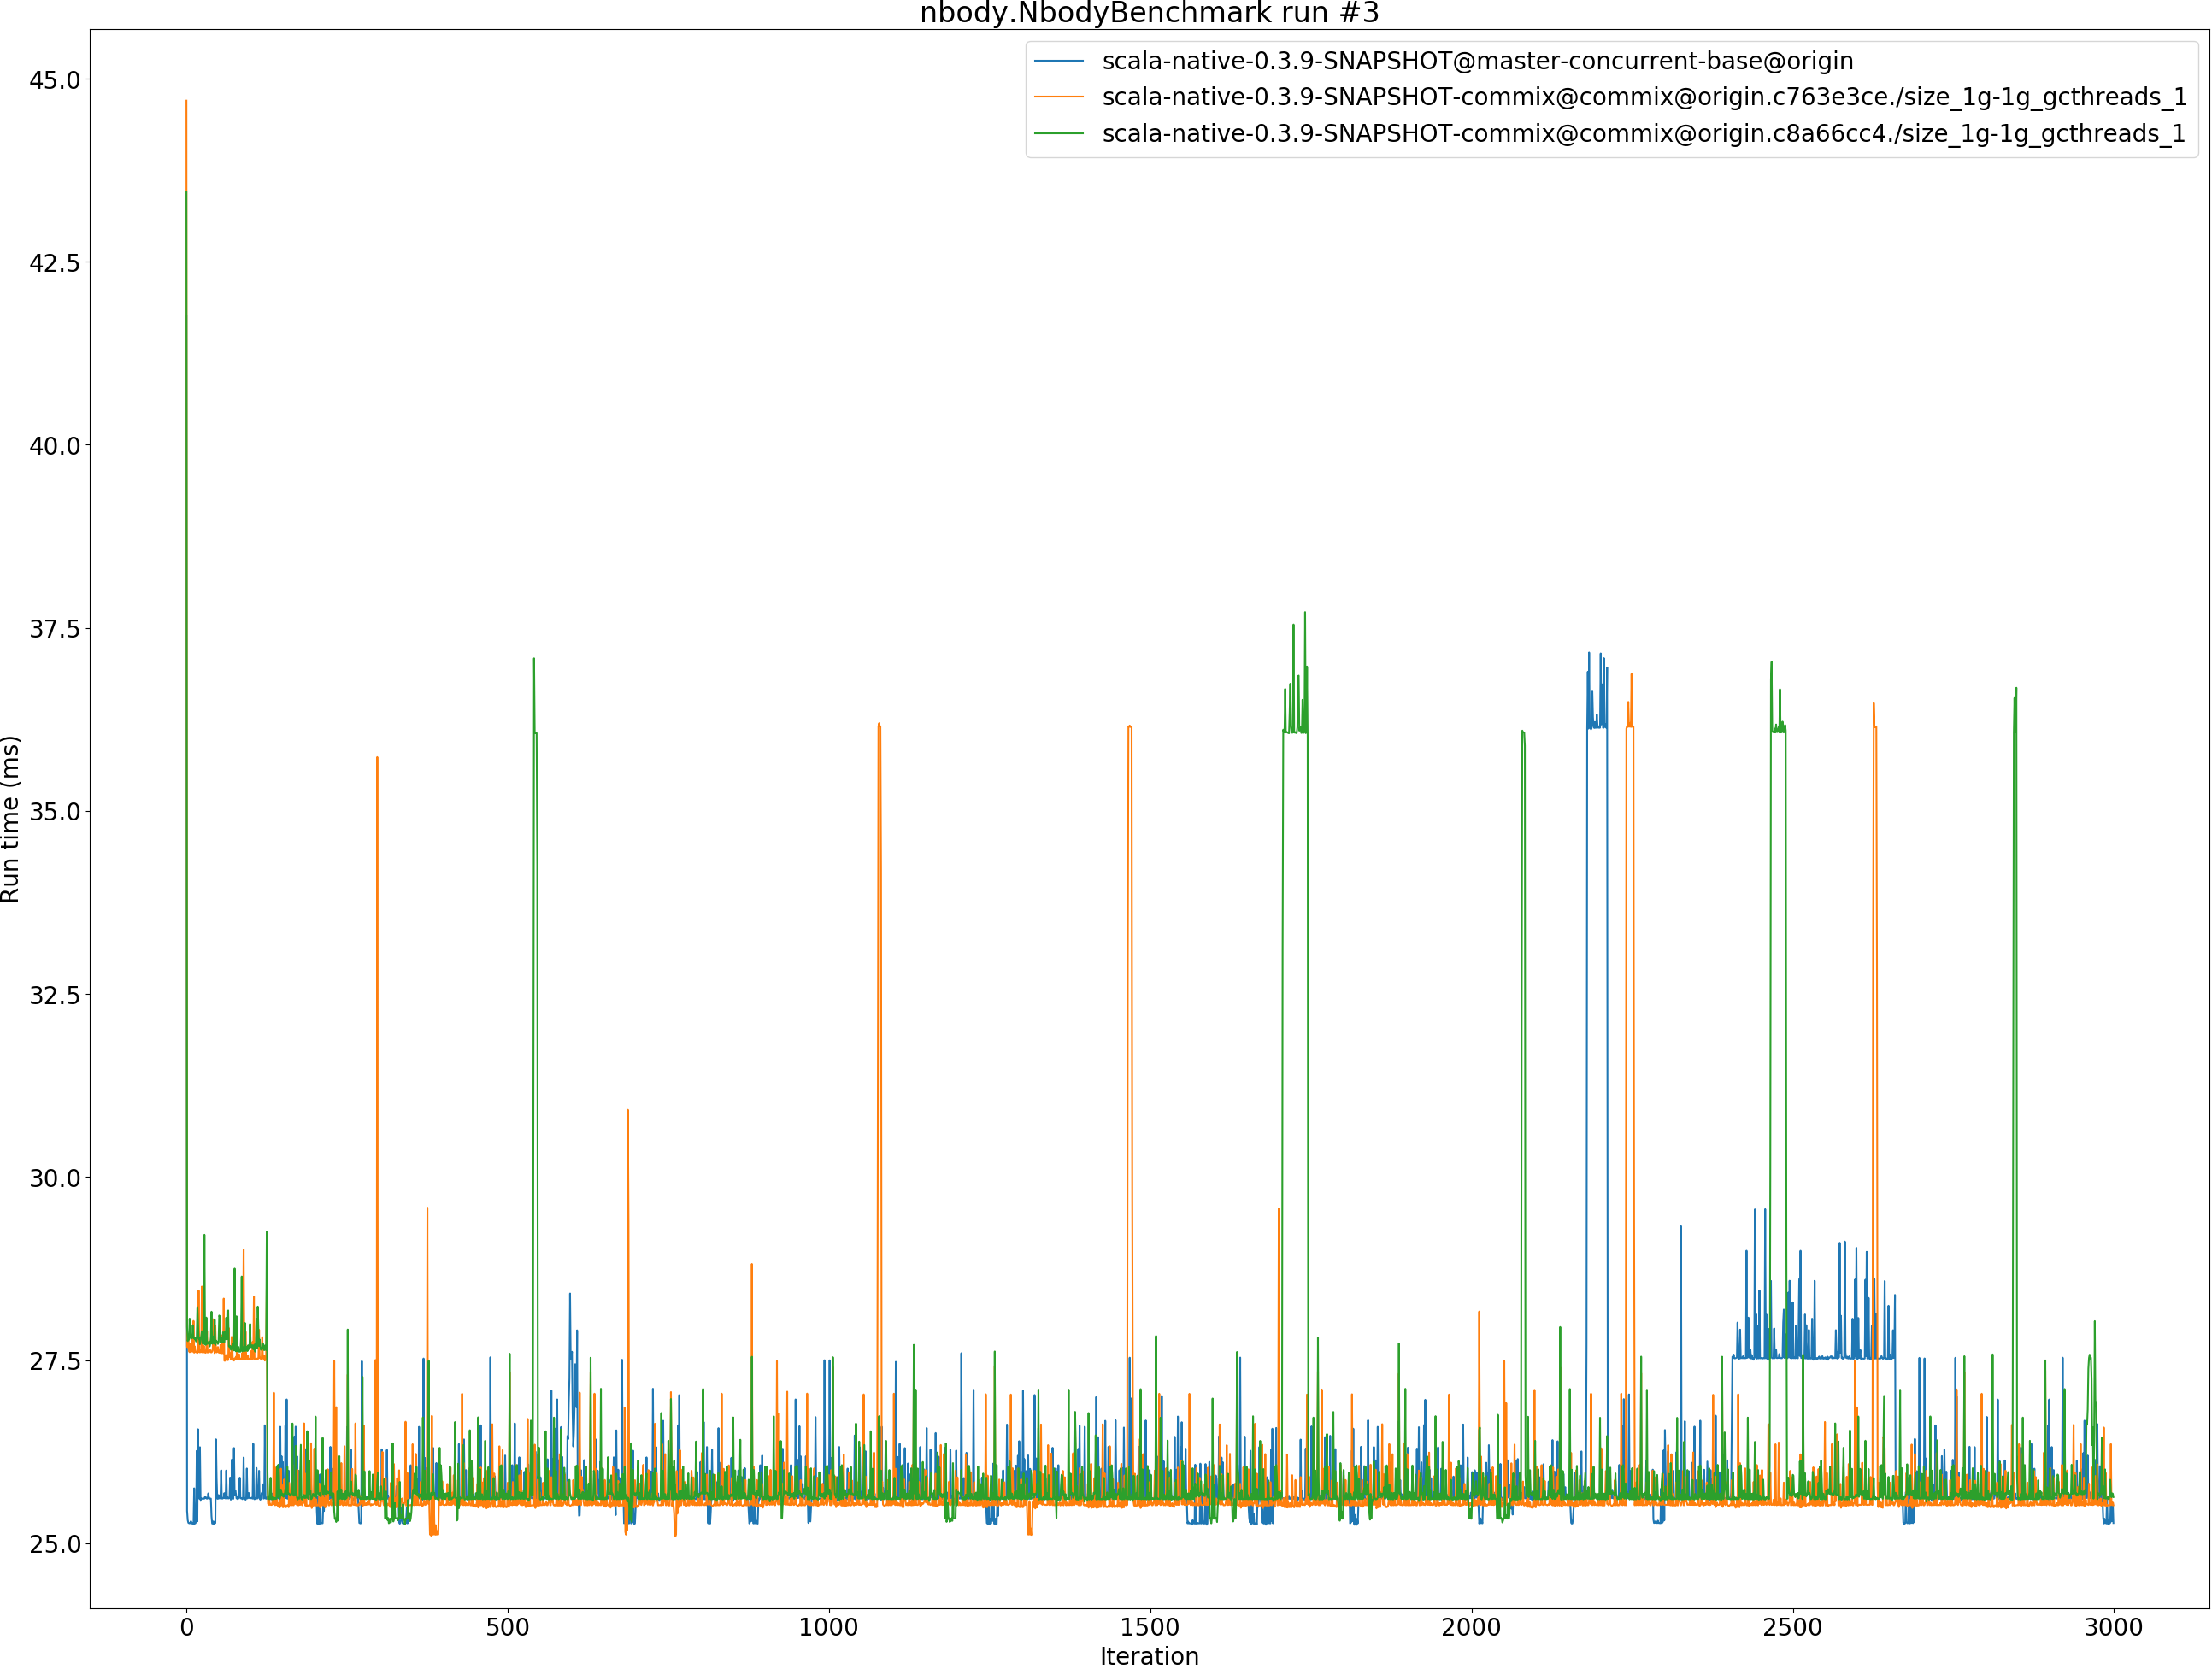 nbody.NbodyBenchmark run #3
scala-native-0.3.9-SNAPSHOT@master-concurrent-base@origin
scala-native-0.3.9-SNAPSHOT-commix@commix@origin.c763e3ce./size_1g-1g_gcthreads_1
scala-native-0.3.9-SNAPSHOT-commix@commix@origin.c8a66cc4./size_1g-1g_gcthreads_1
45.0
42.5
40.0
37.5
35.0
32.5
30.0
27.5
25.0
Run time (ms)
0
500
1000
1500
2000
2500
3000
Iteration